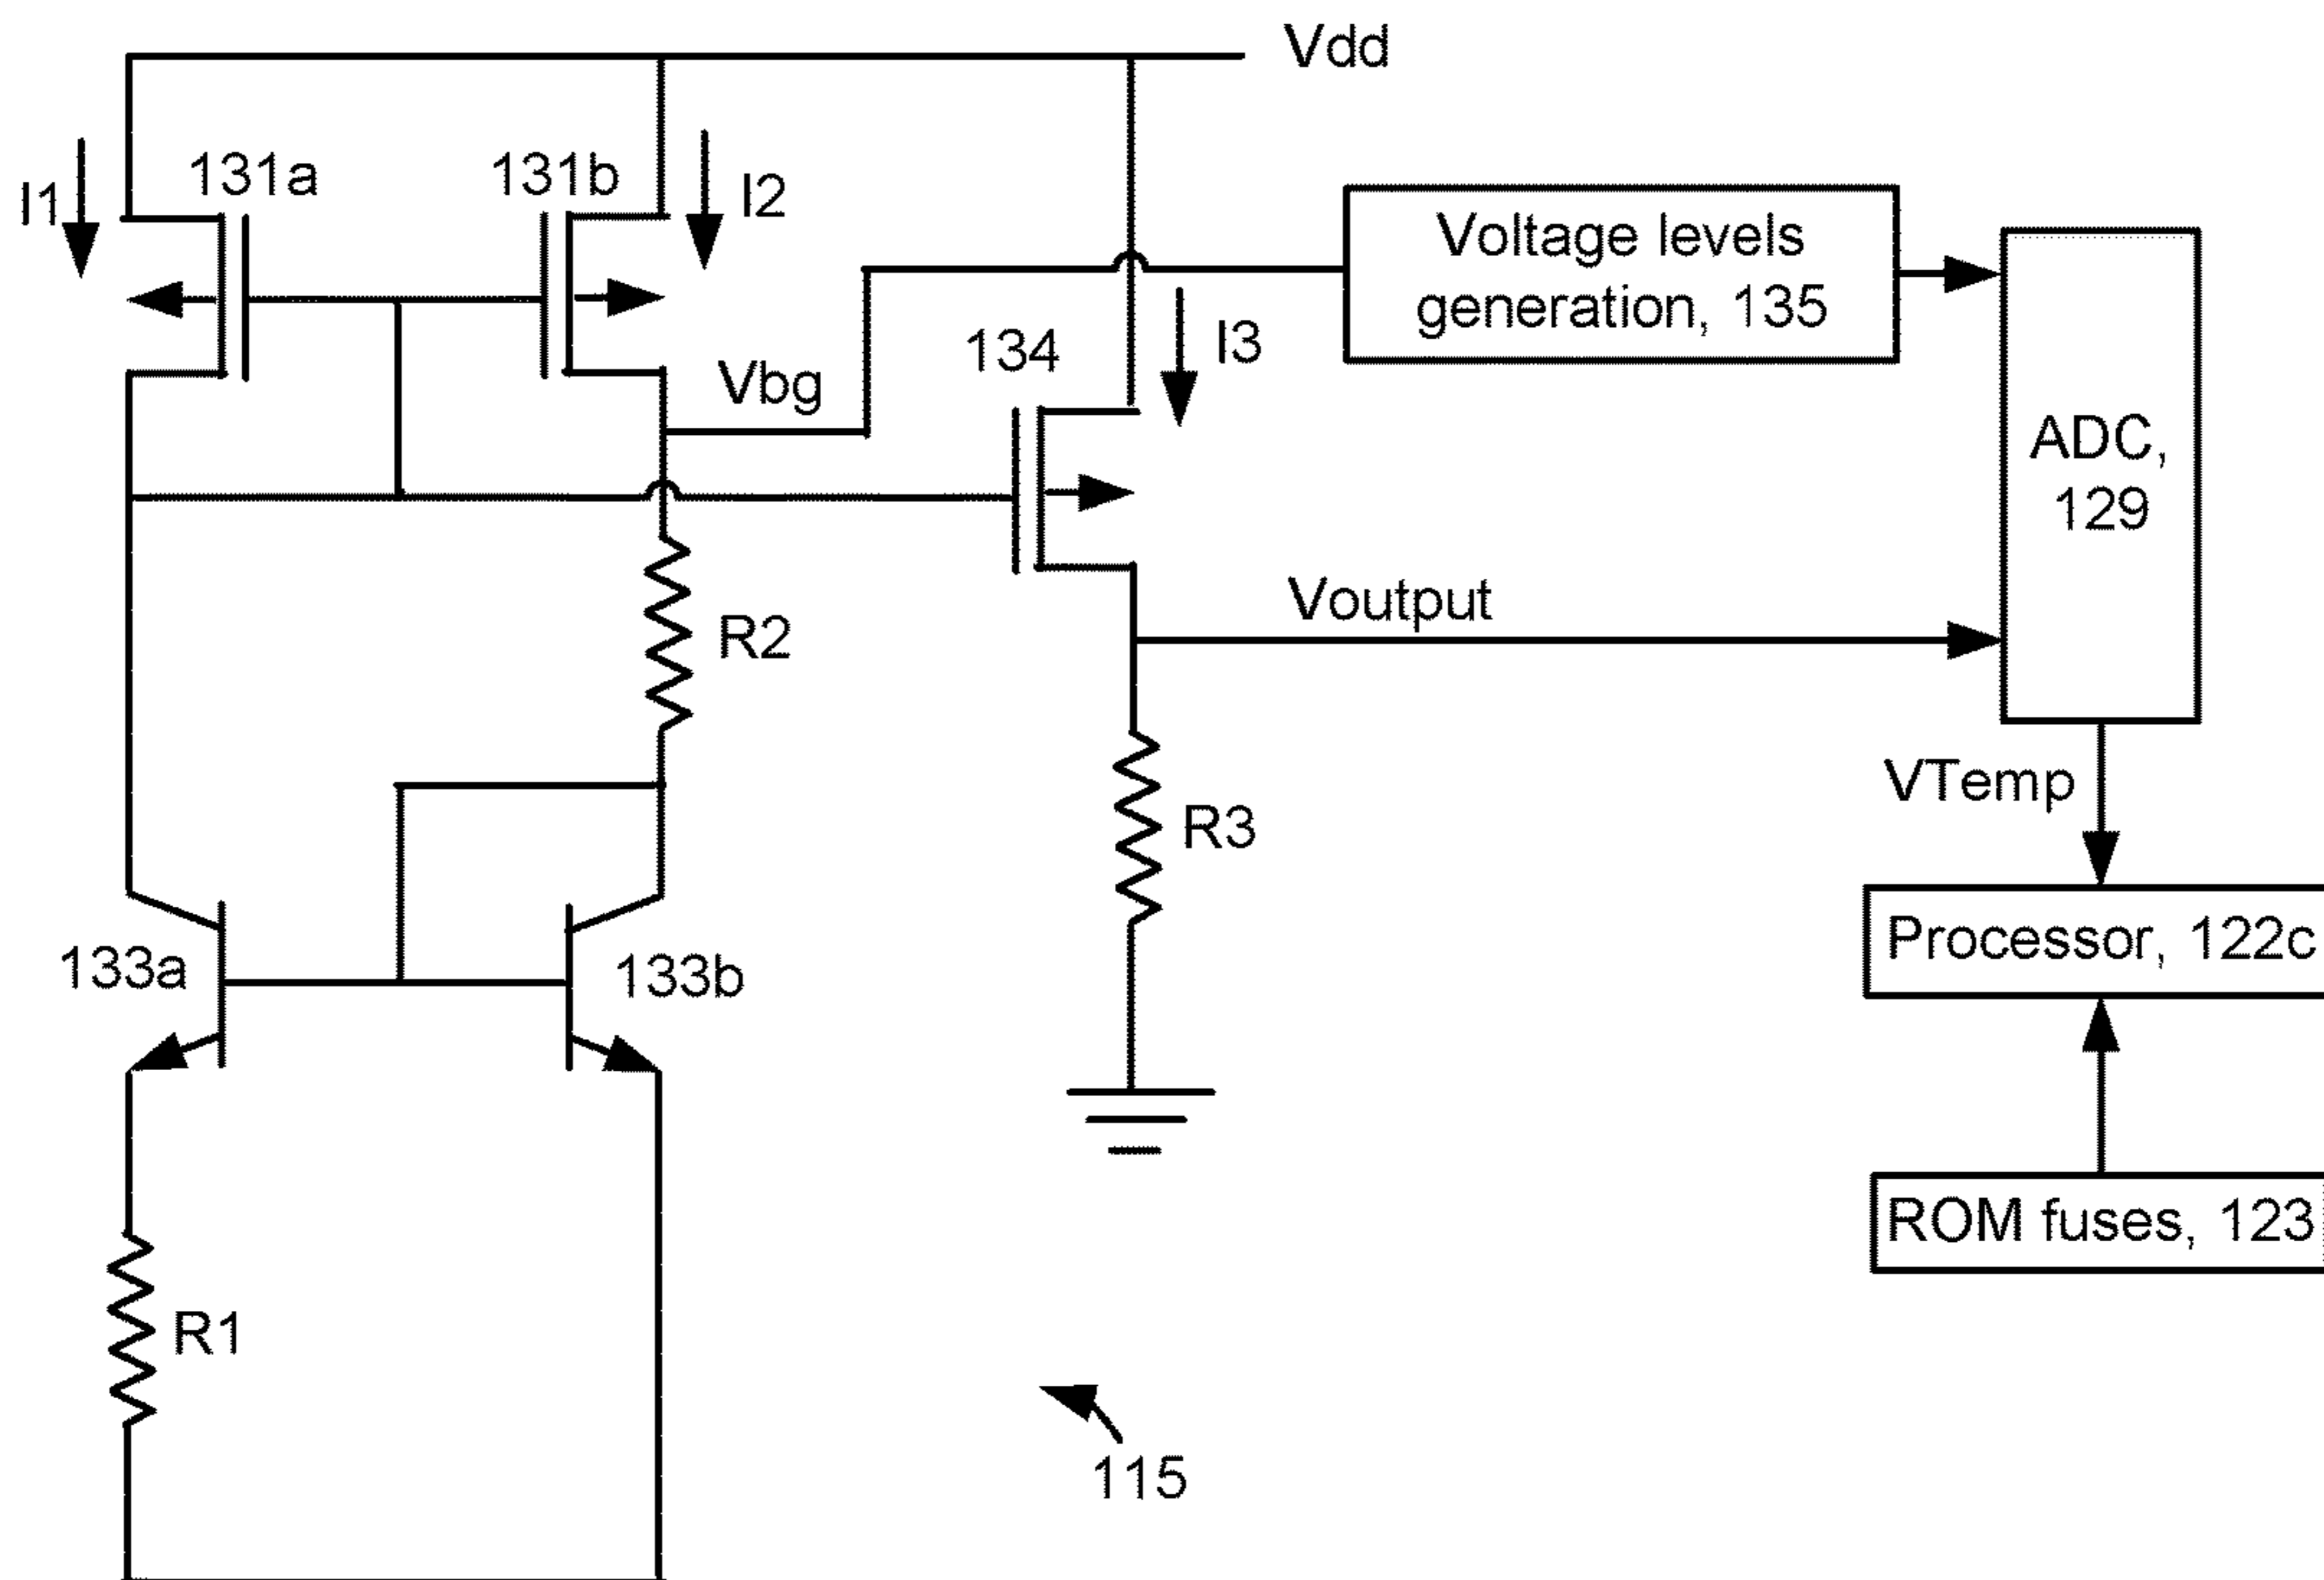 Vdd
I1
131a
131b
I2
Voltage levels
generation, 135
134
I3
Vbg
ADC,
129
Voutput
R2
VTemp
R3
133a
133b
Processor, 122c
ROM fuses, 123
R1
115